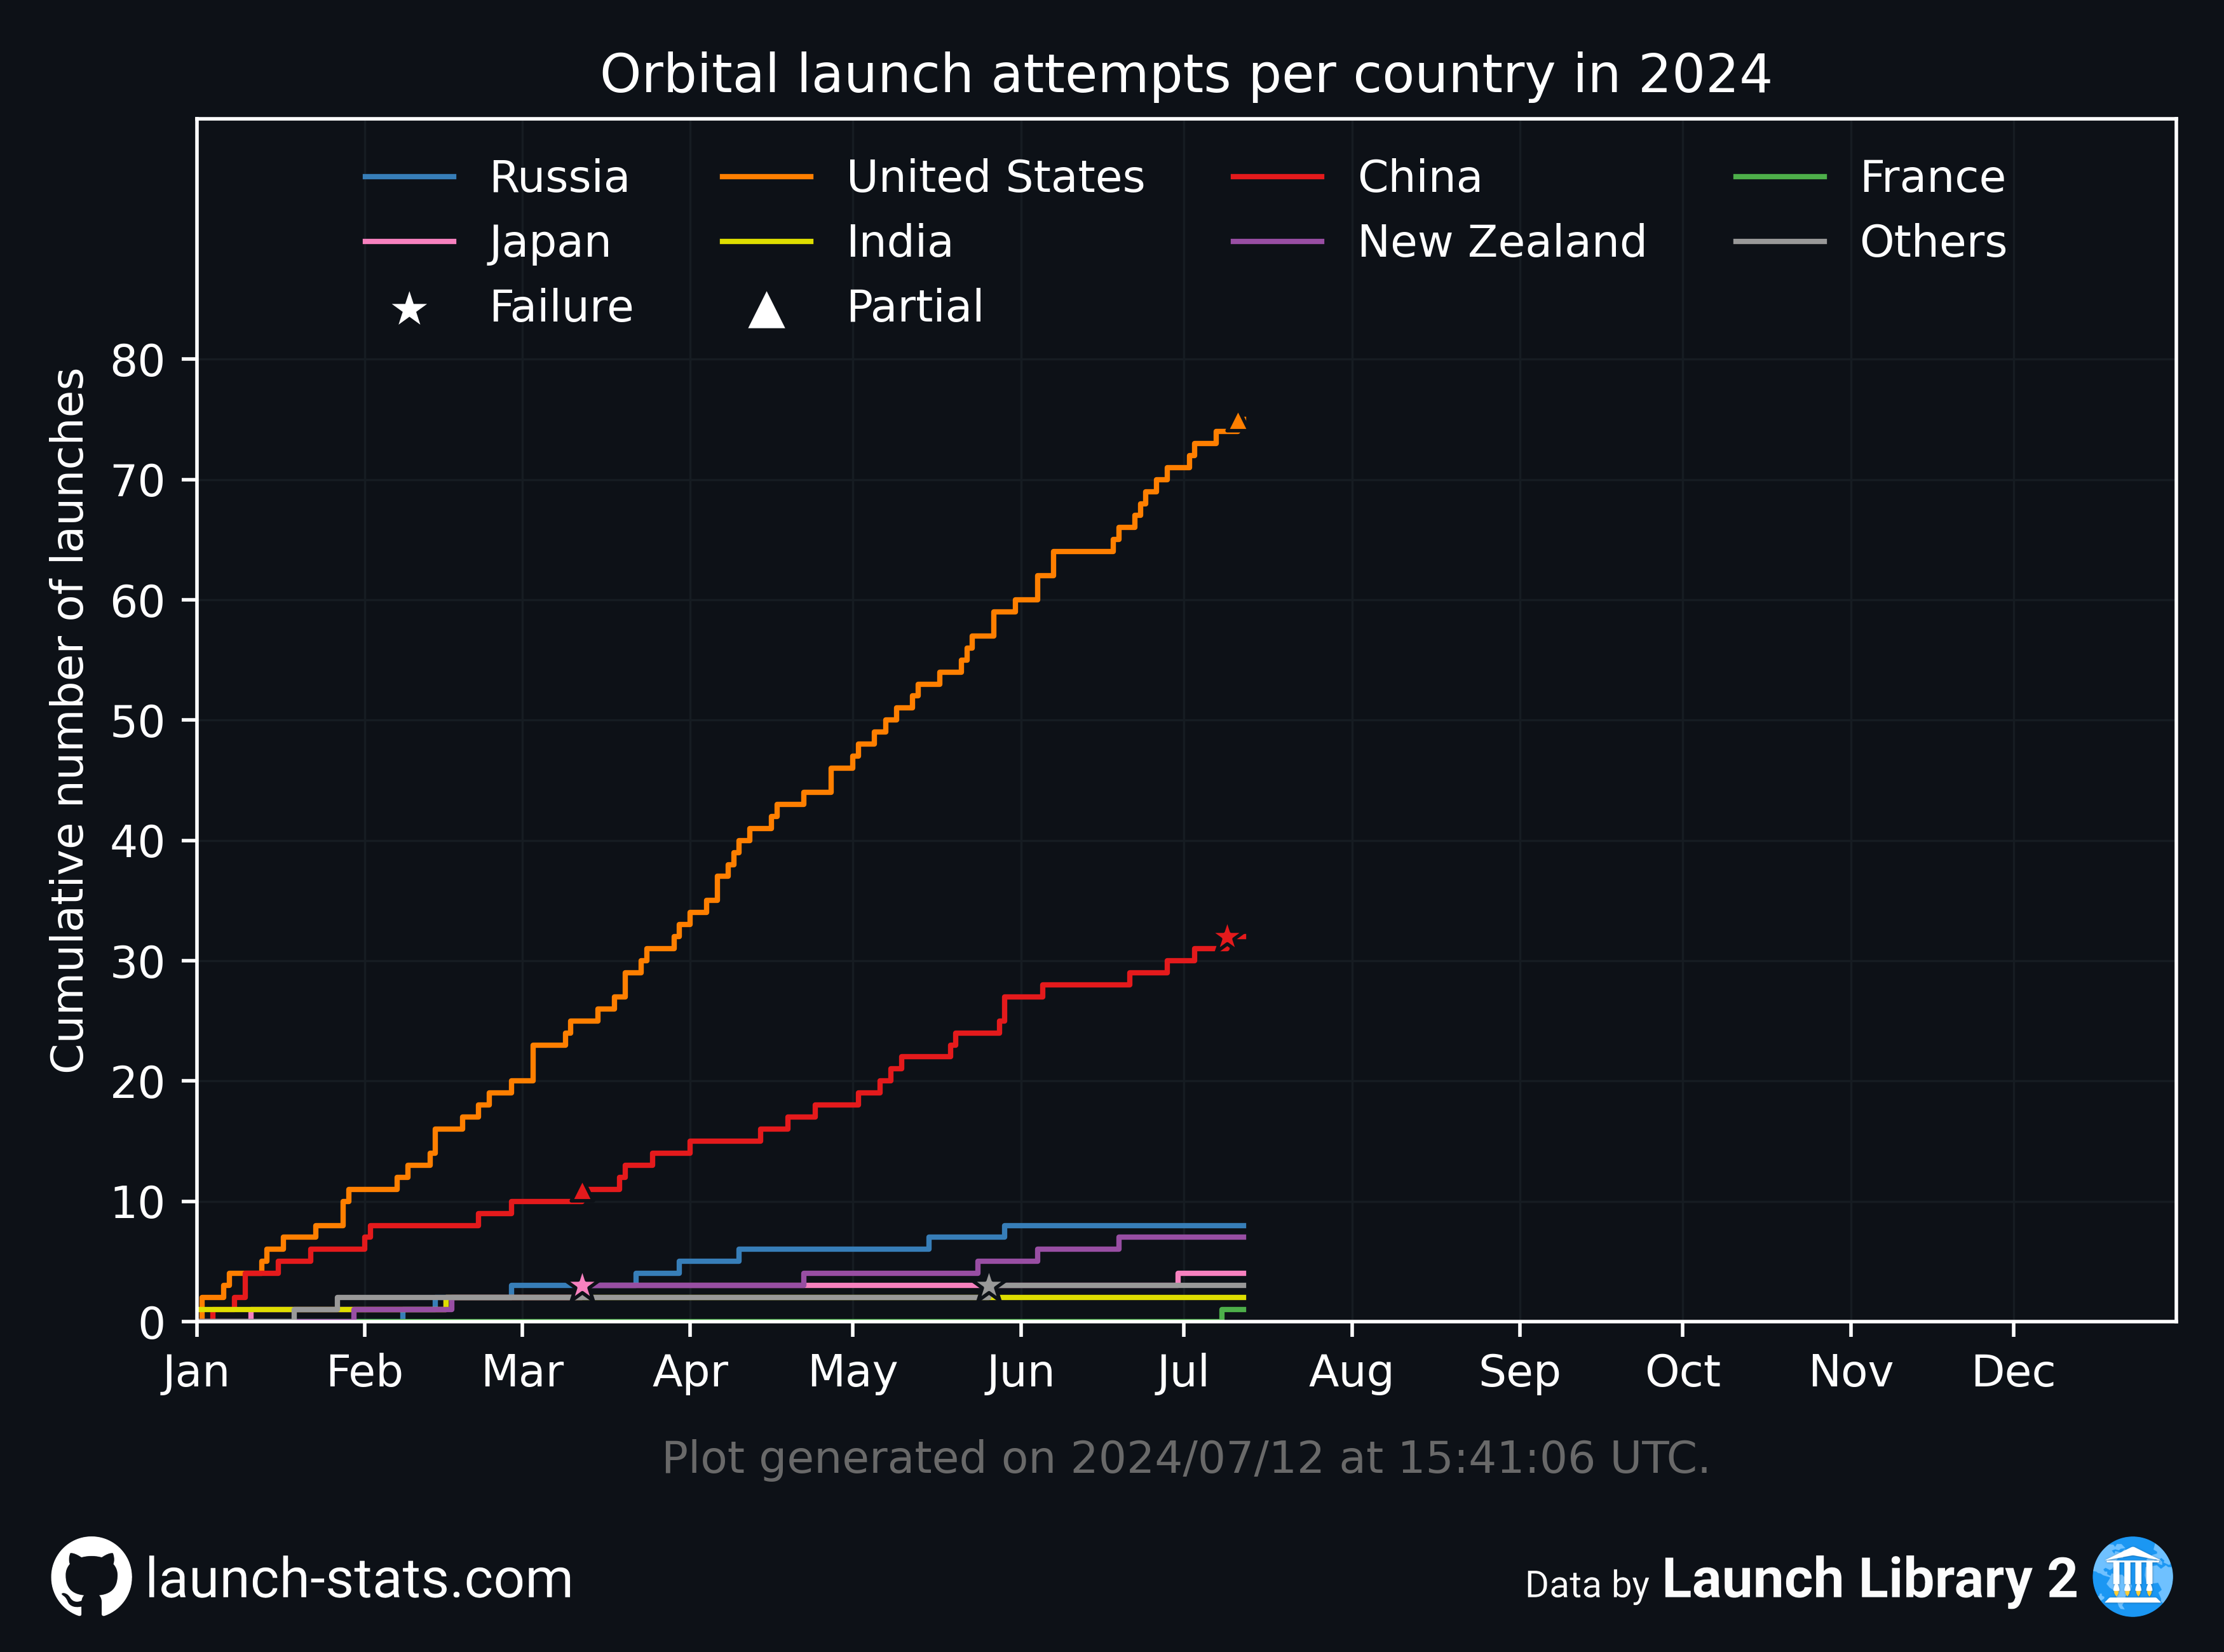 Orbital launch attempts per country in 2024
Russia United States China France
Japan India New Zealand Others
Failure Partial
Cumulative number of launches
80
70
60
50
40
30
20
10
0
Jan Feb Mar Apr May Jun Jul Aug Sep Oct Nov Dec
Plot generated on 2024/07/12 at 15:41:06 UTC.
launch-stats.com
Data by Launch Library 2